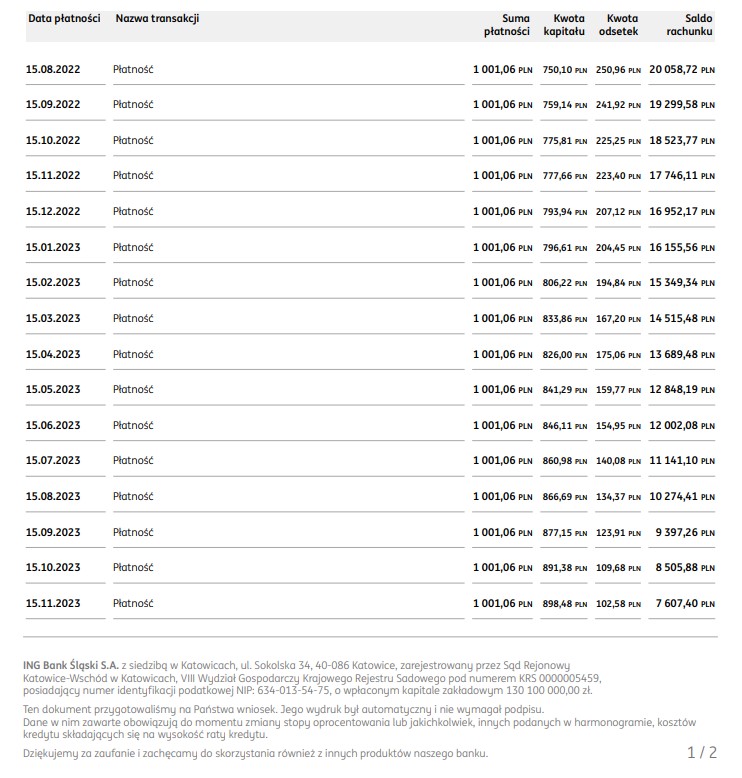 Data płatności Nazwa transakcji Suma płatności Kwota kapitału Kwota odsetek Saldo rachunku
15.08.2022 Płatność 1 001,06 PLN 750,10 PLN 250,96 PLN 20 058,72 PLN
15.09.2022 Płatność 1 001,06 PLN 759,14 PLN 241,92 PLN 19 299,58 PLN
15.10.2022 Płatność 1 001,06 PLN 775,81 PLN 225,25 PLN 18 523,77 PLN
15.11.2022 Płatność 1 001,06 PLN 777,66 PLN 223,40 PLN 17 746,11 PLN
15.12.2022 Płatność 1 001,06 PLN 793,94 PLN 207,12 PLN 16 952,17 PLN
15.01.2023 Płatność 1 001,06 PLN 796,61 PLN 204,45 PLN 16 155,56 PLN
15.02.2023 Płatność 1 001,06 PLN 806,22 PLN 194,84 PLN 15 349,34 PLN
15.03.2023 Płatność 1 001,06 PLN 833,86 PLN 167,20 PLN 14 515,48 PLN
15.04.2023 Płatność 1 001,06 PLN 826,00 PLN 175,06 PLN 13 689,48 PLN
15.05.2023 Płatność 1 001,06 PLN 841,29 PLN 159,77 PLN 12 848,19 PLN
15.06.2023 Płatność 1 001,06 PLN 846,11 PLN 154,95 PLN 12 002,08 PLN
15.07.2023 Płatność 1 001,06 PLN 860,98 PLN 140,08 PLN 11 141,10 PLN
15.08.2023 Płatność 1 001,06 PLN 866,69 PLN 134,37 PLN 10 274,41 PLN
15.09.2023 Płatność 1 001,06 PLN 877,15 PLN 123,91 PLN 9 397,26 PLN
15.10.2023 Płatność 1 001,06 PLN 891,38 PLN 109,68 PLN 8 505,88 PLN
15.11.2023 Płatność 1 001,06 PLN 898,48 PLN 102,58 PLN 7 607,40 PLN
ING Bank Śląski S.A. z siedzibą w Katowicach, ul. Sokolska 34, 40-086 Katowice, zarejestrowany przez Sąd Rejonowy
Katowice-Wschód w Katowicach, VIII Wydział Gospodarczy Krajowego Rejestru Sadowego pod numerem KRS 0000005459,
posiadający numer identyfikacji podatkowej NIP: 634-013-54-75, o wpłaconym kapitale zakładowym 130 100 000,00 zł.
Ten dokument przygotowaliśmy na Państwa wniosek. Jego wydruk był automatyczny i nie wymagał podpisu.
Dane w nim zawarte obowiązują do momentu zmiany stopy oprocentowania lub jakichkolwiek, innych podanych w harmonogramie, kosztów
kredytu składających się na wysokość raty kredytu.
Dziękujemy za zaufanie i zachęcamy do skorzystania również z innych produktów naszego banku. 1 / 2